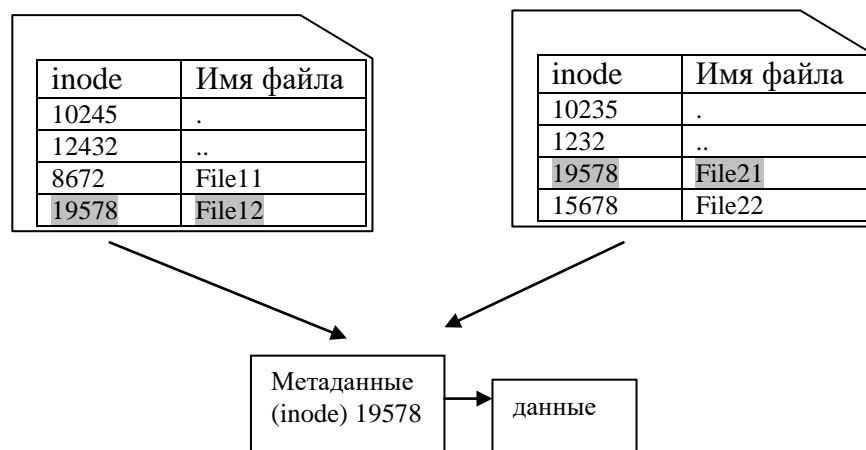 inode Имя файла
10245 .
12432 ..
8672 File11
19578 File12
inode Имя файла
10235 .
1232 ..
19578 File21
15678 File22
Метаданные
(inode) 19578
данные